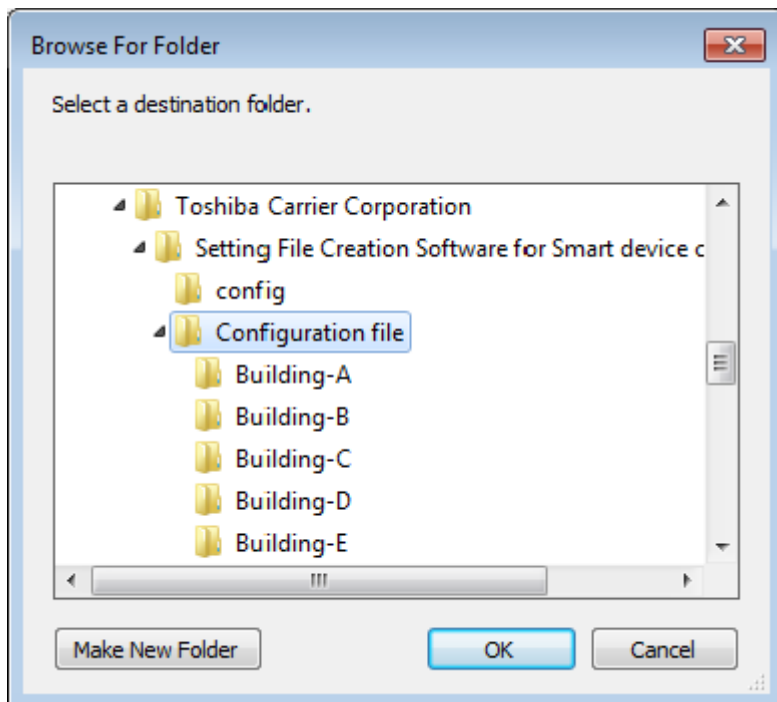 Browse For Folder
Select a destination folder.
Toshiba Carrier Corporation
Setting File Creation Software for Smart device c
config
Configuration file
Building-A
Building-B
Building-C
Building-D
Building-E
Make New Folder
OK
Cancel